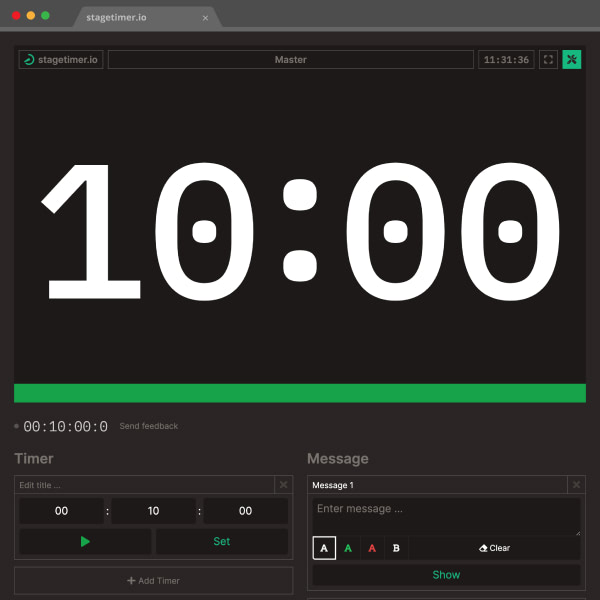 stagetimer.io
stagetimer.io Master 11:31:36
10:00
00:10:00:0 Send feedback
Timer
Edit title ...
00 : 10 : 00
Set
Add Timer
Message
Message 1
Enter message ...
A A A B Clear
Show